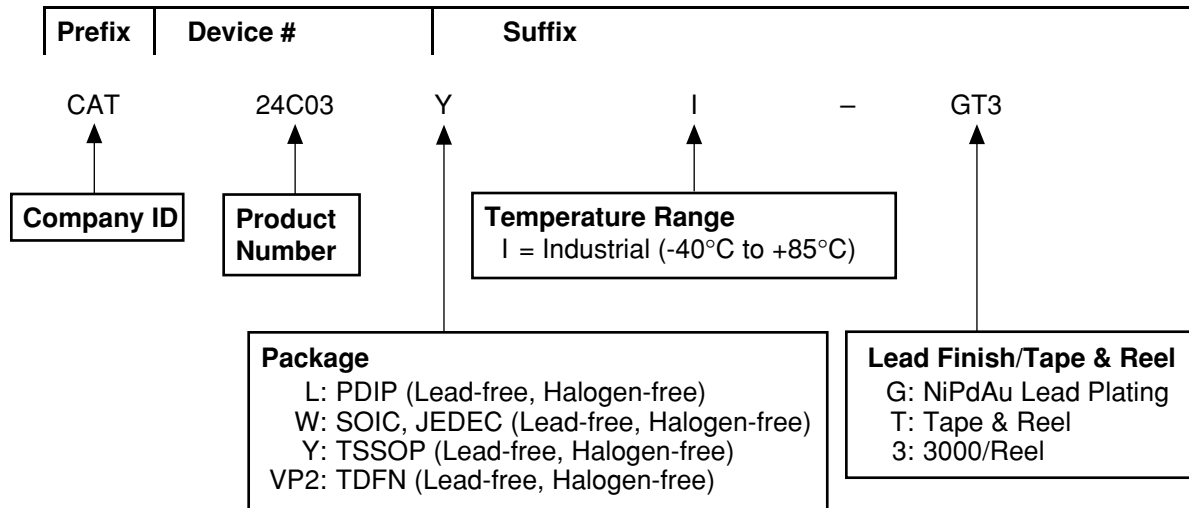 Prefix Device # Suffix
CAT 24C03 Y I – GT3
Company ID
Product
Number
Temperature Range
I = Industrial (-40°C to +85°C)
Package
L: PDIP (Lead-free, Halogen-free)
W: SOIC, JEDEC (Lead-free, Halogen-free)
Y: TSSOP (Lead-free, Halogen-free)
VP2: TDFN (Lead-free, Halogen-free)
Lead Finish/Tape & Reel
G: NiPdAu Lead Plating
T: Tape & Reel
3: 3000/Reel